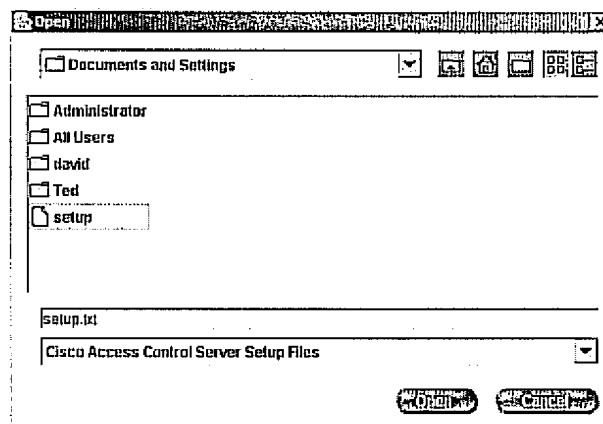 Open
Documents and Settings
Administrator
All Users
david
Ted
setup
setup.txt
Cisco Access Control Server Setup Files
Open
Cancel